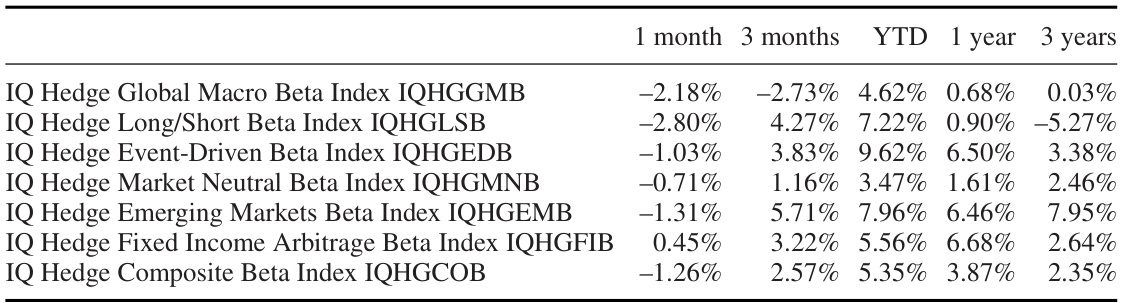 1 month 3 months YTD 1 year 3 years
IQ Hedge Global Macro Beta Index IQHGGMB –2.18% –2.73% 4.62% 0.68% 0.03%
IQ Hedge Long/Short Beta Index IQHGLSB –2.80% 4.27% 7.22% 0.90% –5.27%
IQ Hedge Event-Driven Beta Index IQHGEDB –1.03% 3.83% 9.62% 6.50% 3.38%
IQ Hedge Market Neutral Beta Index IQHGMNB –0.71% 1.16% 3.47% 1.61% 2.46%
IQ Hedge Emerging Markets Beta Index IQHGEMB –1.31% 5.71% 7.96% 6.46% 7.95%
IQ Hedge Fixed Income Arbitrage Beta Index IQHGFIB 0.45% 3.22% 5.56% 6.68% 2.64%
IQ Hedge Composite Beta Index IQHGCOB –1.26% 2.57% 5.35% 3.87% 2.35%